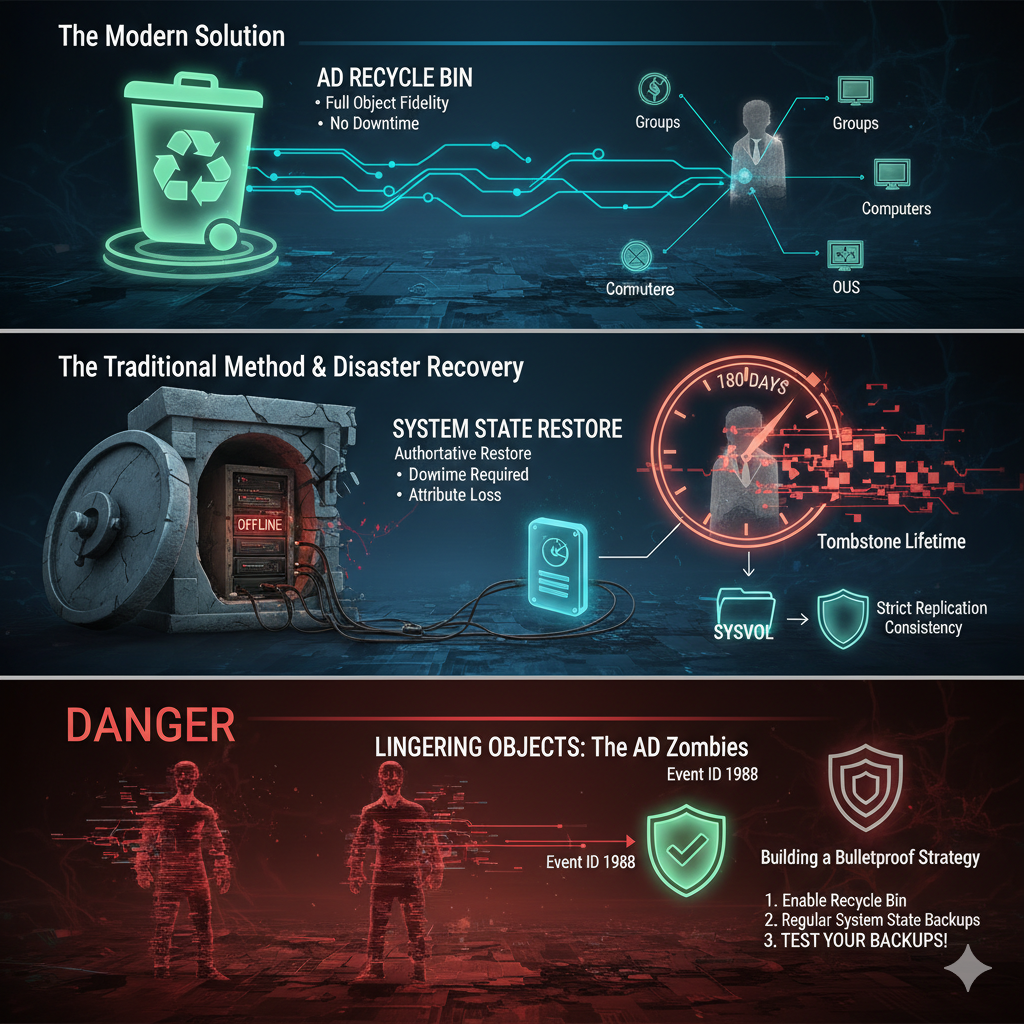 The Modern Solution
AD RECYCLE BIN
• Full Object Fidelity
• No Downtime
Groups
Groups
Computers
Comutere
OUS
The Traditional Method & Disaster Recovery
SYSTEM STATE RESTORE
Authortative Restore
• Dowtime Required
• Attribute Loss
OFFLINE
180 DAYS
Tombstone Lifetime
SYSVOL
Strict Replication
Consistency
DANGER
LINGERING OBJECTS: The AD Zombies
Event ID 1988
Event ID 1988
Building a Bulletproof Strategy
1. Enable Recycle Bin
2. Regular System State Backups
3. TEST YOUR BACKUPS!